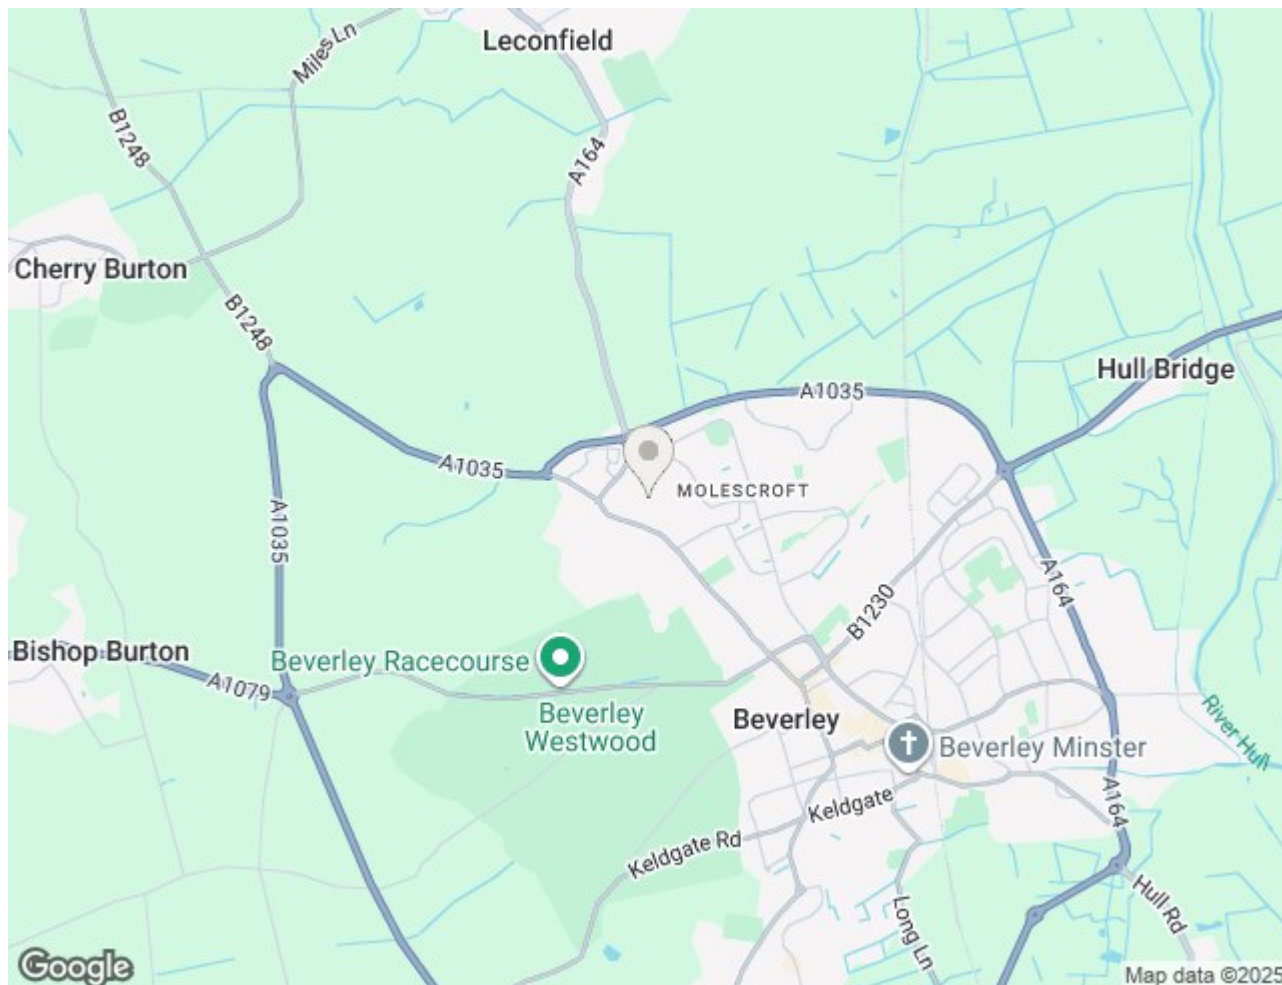 Leconfield
Miles Ln
B1248
A164
Cherry Burton
B1248
Hull Bridge
A1035
A1035
MOLESCROFT
A1035
A164
B1230
Bishop Burton
Beverley Racecourse
A1079
Beverley
Westwood
Beverley
Beverley Minster
River Hull
Keldgate
A164
Keldgate Rd
Hull Rd
Long Ln
Google
Map data ©2025